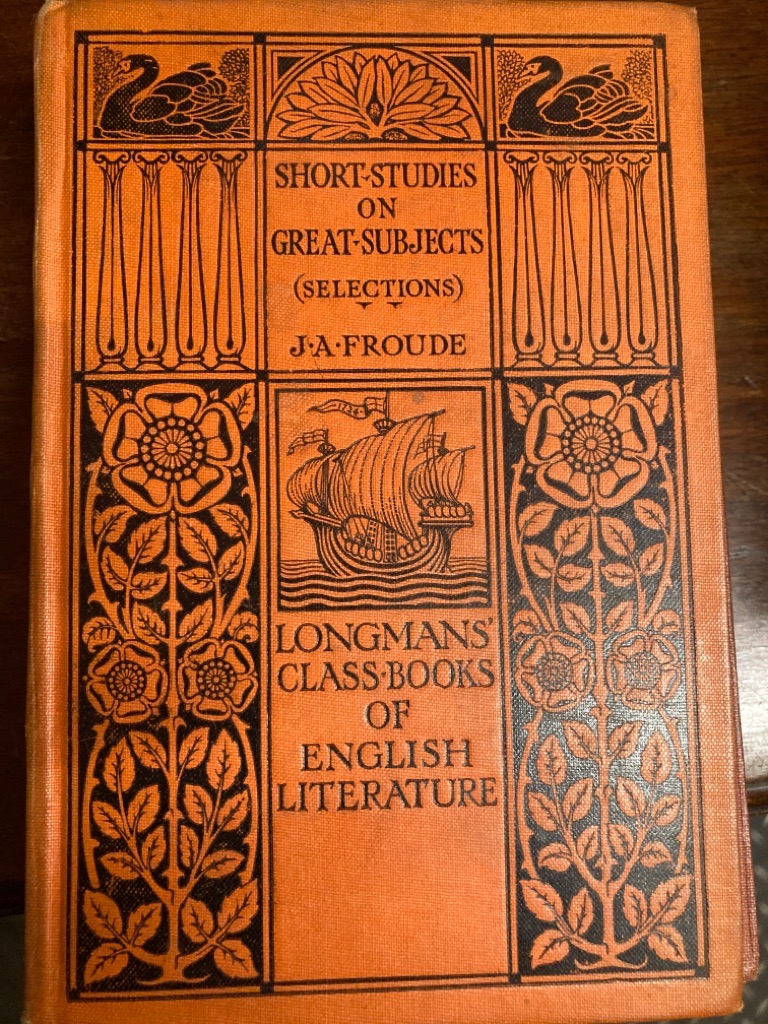 SHORT-STUDIES
ON
GREAT-SUBJECTS
(SELECTIONS)
J·A·FROUDE
LONGMANS'
CLASS·BOOKS
OF
ENGLISH
LITERATURE